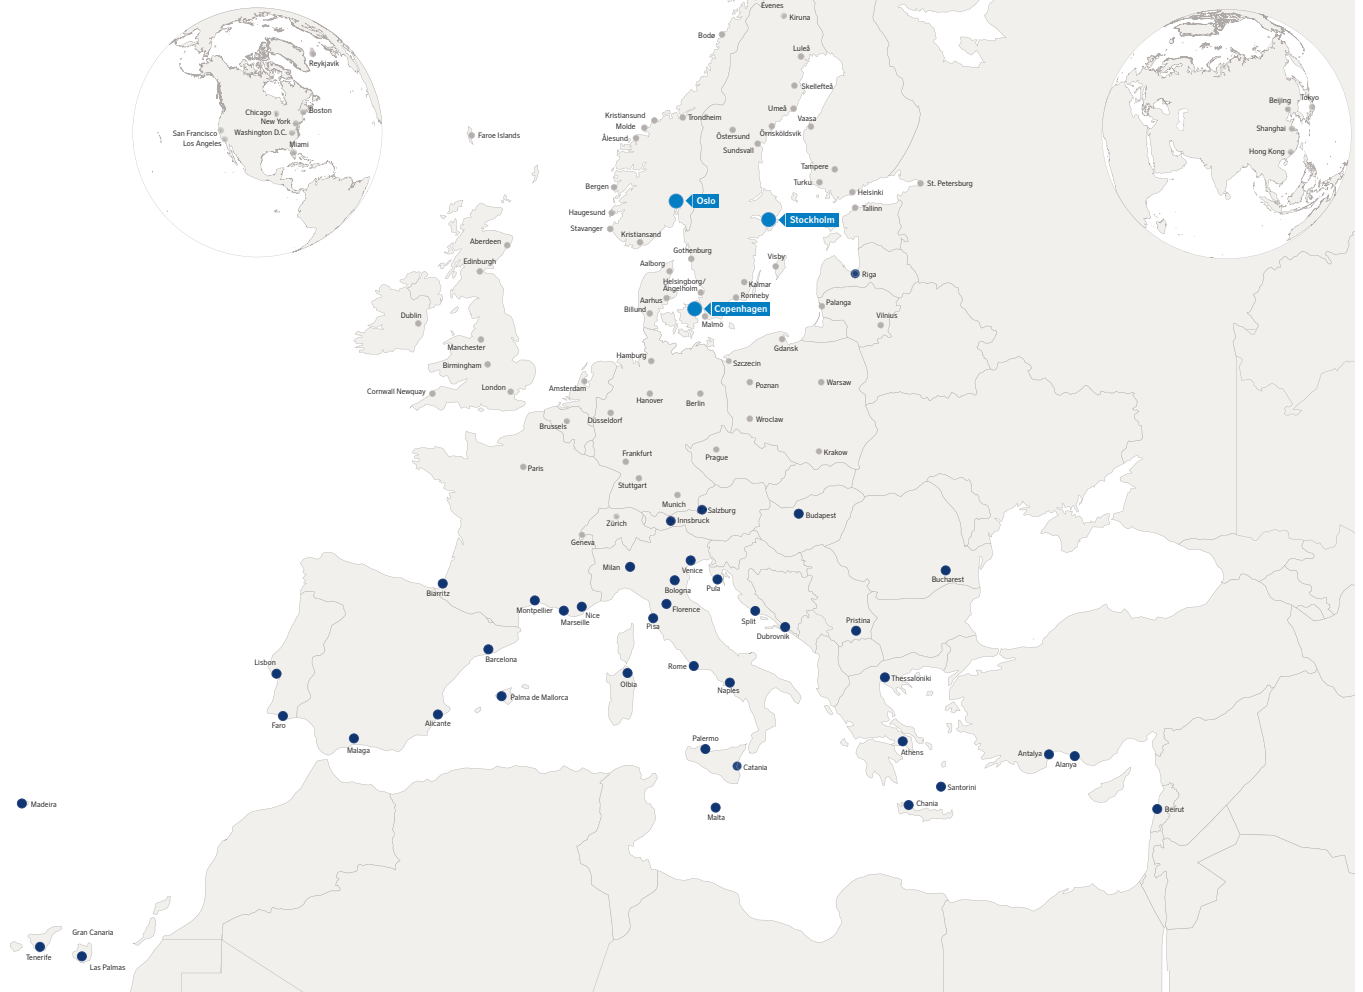 Evenes
Kiruna
Bodø
Luleå
Reykjavik
Skellefteå
Beijing
Tokyo
Umeå
Boston
Chicago
Kristiansund
Trondheim
Vaasa
New York
Molde
Shanghai
San Francisco
Washington D.C.
Faroe Islands
Ålesund
Östersund
Örnsköldsvik
Los Angeles
Miami
Sundsvall
Hong Kong
Tampere
Turku
St. Petersburg
Bergen
Helsinki
Oslo
Tallinn
Haugesund
Stockholm
Stavanger
Kristiansand
Aberdeen
Gothenburg
Visby
Edinburgh
Aalborg
Riga
Helsingborg/
Ängelholm
Kalmar
Ronneby
Aarhus
Palanga
Billund
Copenhagen
Dublin
Malmö
Vilnius
Manchester
Gdansk
Hamburg
Birmingham
Szczecin
Amsterdam
Poznan
Warsaw
Cornwall Newquay
London
Hanover
Berlin
Brussels
Düsseldorf
Wroclaw
Frankfurt
Prague
Krakow
Paris
Stuttgart
Munich
Salzburg
Budapest
Zürich
Innsbruck
Geneva
Milan
Venice
Bucharest
Biarritz
Bologna
Pula
Montpellier
Florence
Nice
Marseille
Pisa
Split
Pristina
Dubrovnik
Lisbon
Barcelona
Rome
Thessaloniki
Olbia
Naples
Palma de Mallorca
Faro
Alicante
Palermo
Malaga
Athens
Antalya
Alanya
Catania
Santorini
Madeira
Chania
Beirut
Malta
Gran Canaria
Tenerife
Las Palmas